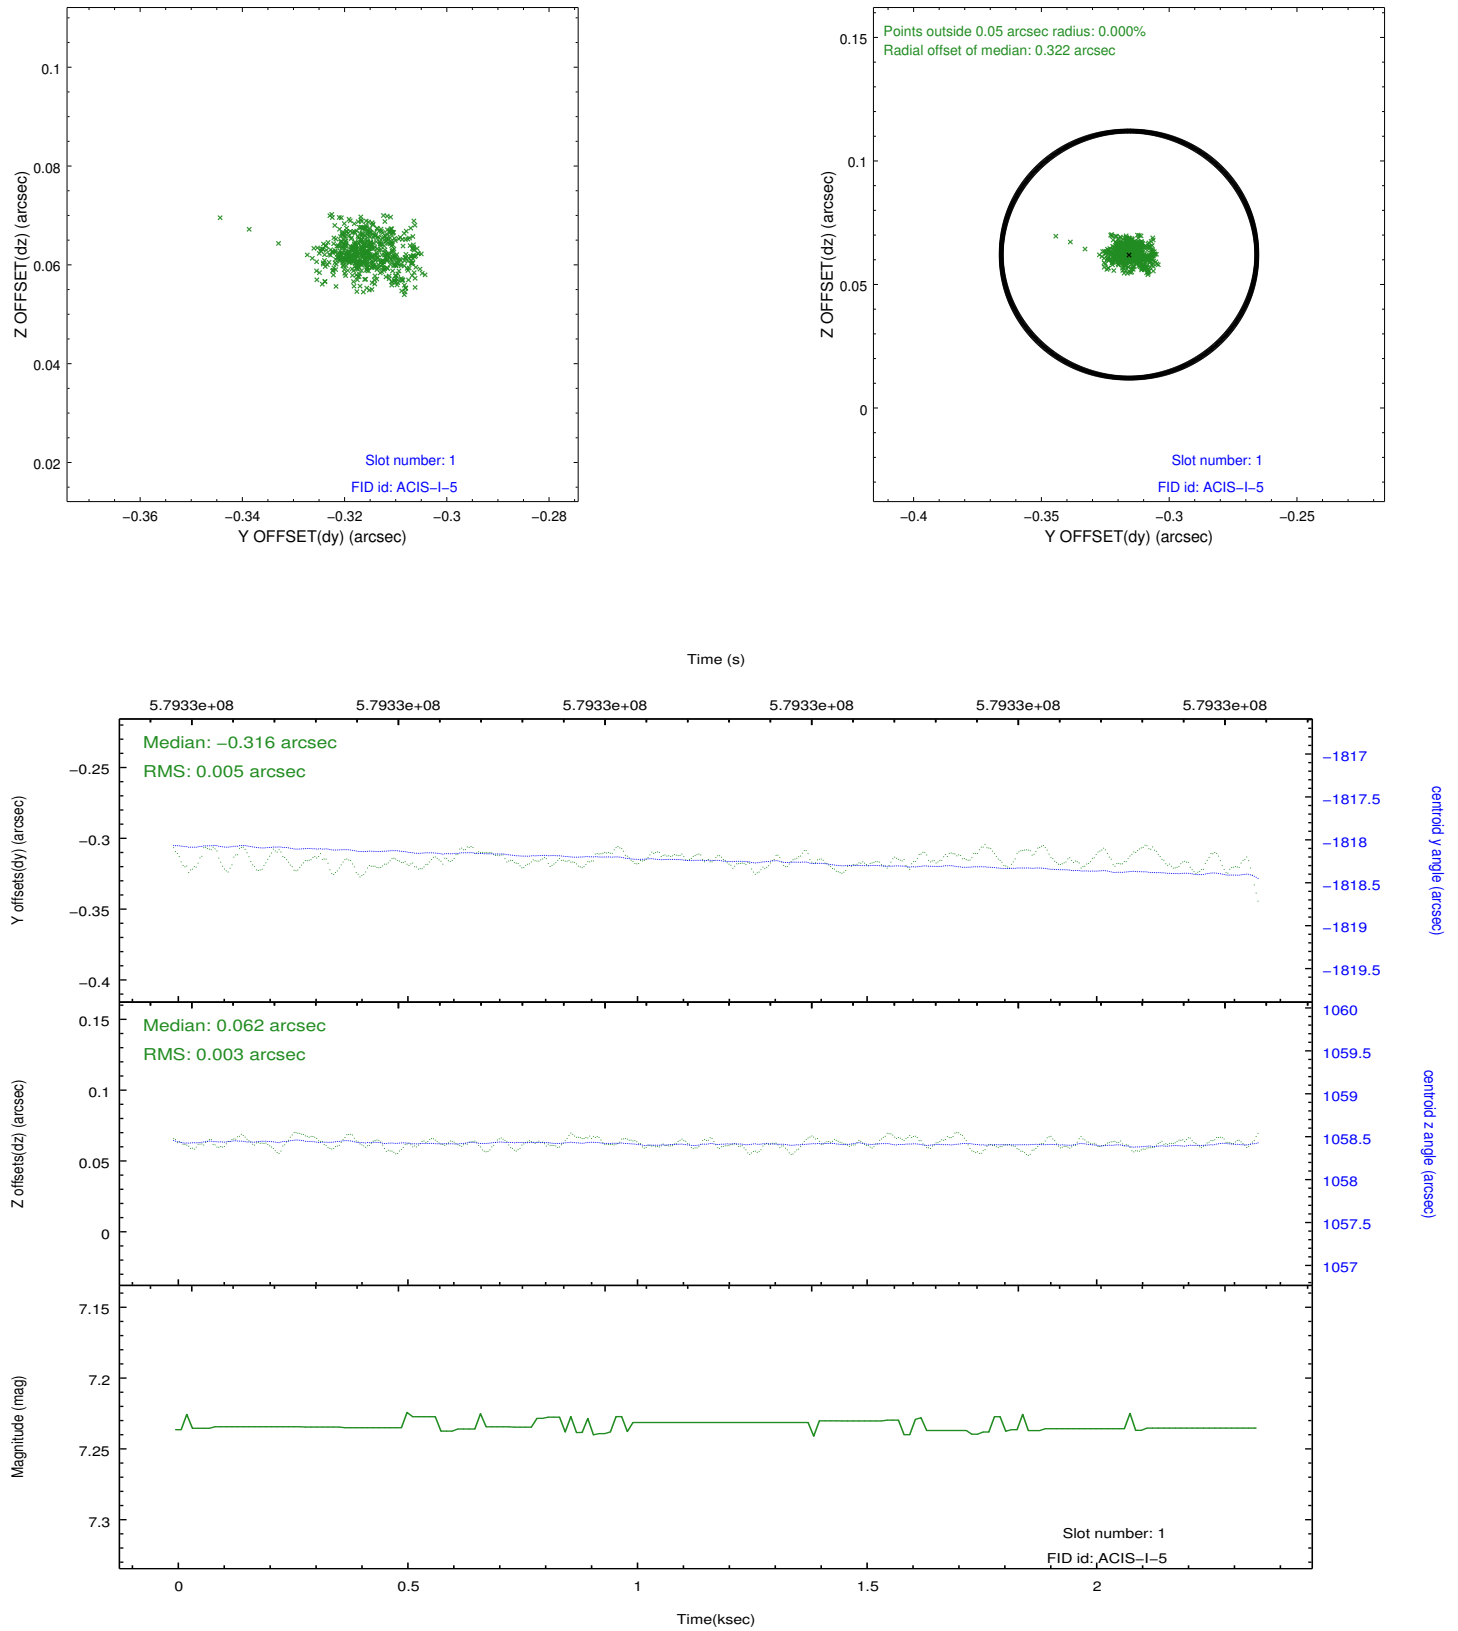 0.1
0.08
0.06
0.04
0.02
Z OFFSET(dz) (arcsec)
Slot number: 1
FID id: ACIS−I−5
−0.36 −0.34 −0.32 −0.3 −0.28
Y OFFSET(dy) (arcsec)
Points outside 0.05 arcsec radius: 0.000%
Radial offset of median: 0.322 arcsec
0.15
0.1
0.05
0
Z OFFSET(dz) (arcsec)
Slot number: 1
FID id: ACIS−I−5
−0.4 −0.35 −0.3 −0.25
Y OFFSET(dy) (arcsec)
Time (s)
5.7933e+08 5.7933e+08 5.7933e+08 5.7933e+08 5.7933e+08 5.7933e+08
Median: −0.316 arcsec
RMS: 0.005 arcsec
−0.25
−0.3
−0.35
−0.4
Y offsets(dy) (arcsec)
−1817
−1817.5
−1818
−1818.5
−1819
−1819.5
centroid y angle (arcsec)
Median: 0.062 arcsec
RMS: 0.003 arcsec
0.15
0.1
0.05
0
Z offsets(dz) (arcsec)
1060
1059.5
1059
1058.5
1058
1057.5
1057
centroid z angle (arcsec)
7.15
7.2
7.25
7.3
Magnitude (mag)
Slot number: 1
FID id: ACIS−I−5
0 0.5 1 1.5 2
Time(ksec)